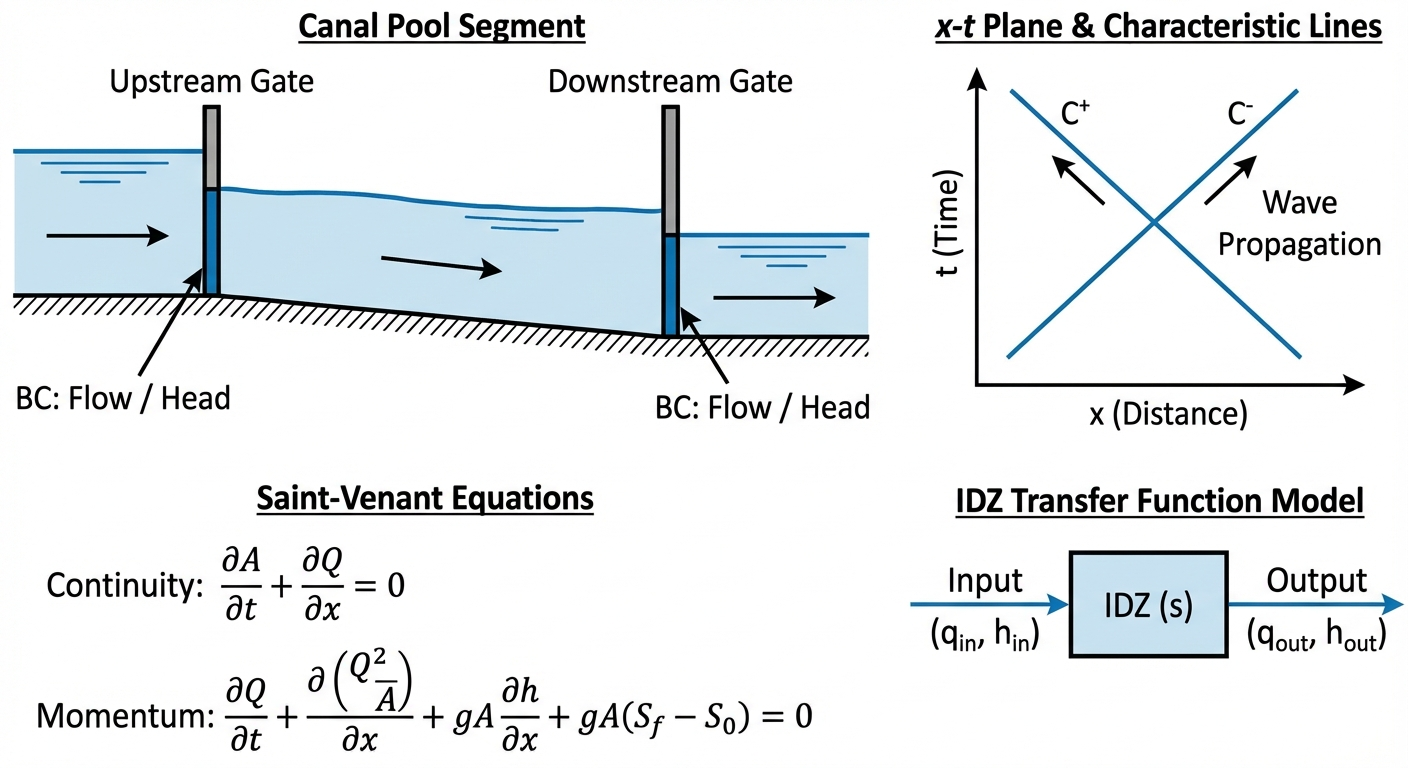 Canal Pool Segment
Upstream Gate
Downstream Gate
BC: Flow / Head
BC: Flow / Head
x-t Plane & Characteristic Lines
C⁺
C⁻
Wave
Propagation
t (Time)
x (Distance)
Saint-Venant Equations
Continuity: ∂A/∂t + ∂Q/∂x = 0
Momentum: ∂Q/∂t + ∂(Q²/A)/∂x + gA ∂h/∂x + gA(S_f − S_0) = 0
IDZ Transfer Function Model
Input
(q_in, h_in)
IDZ (s)
Output
(q_out, h_out)